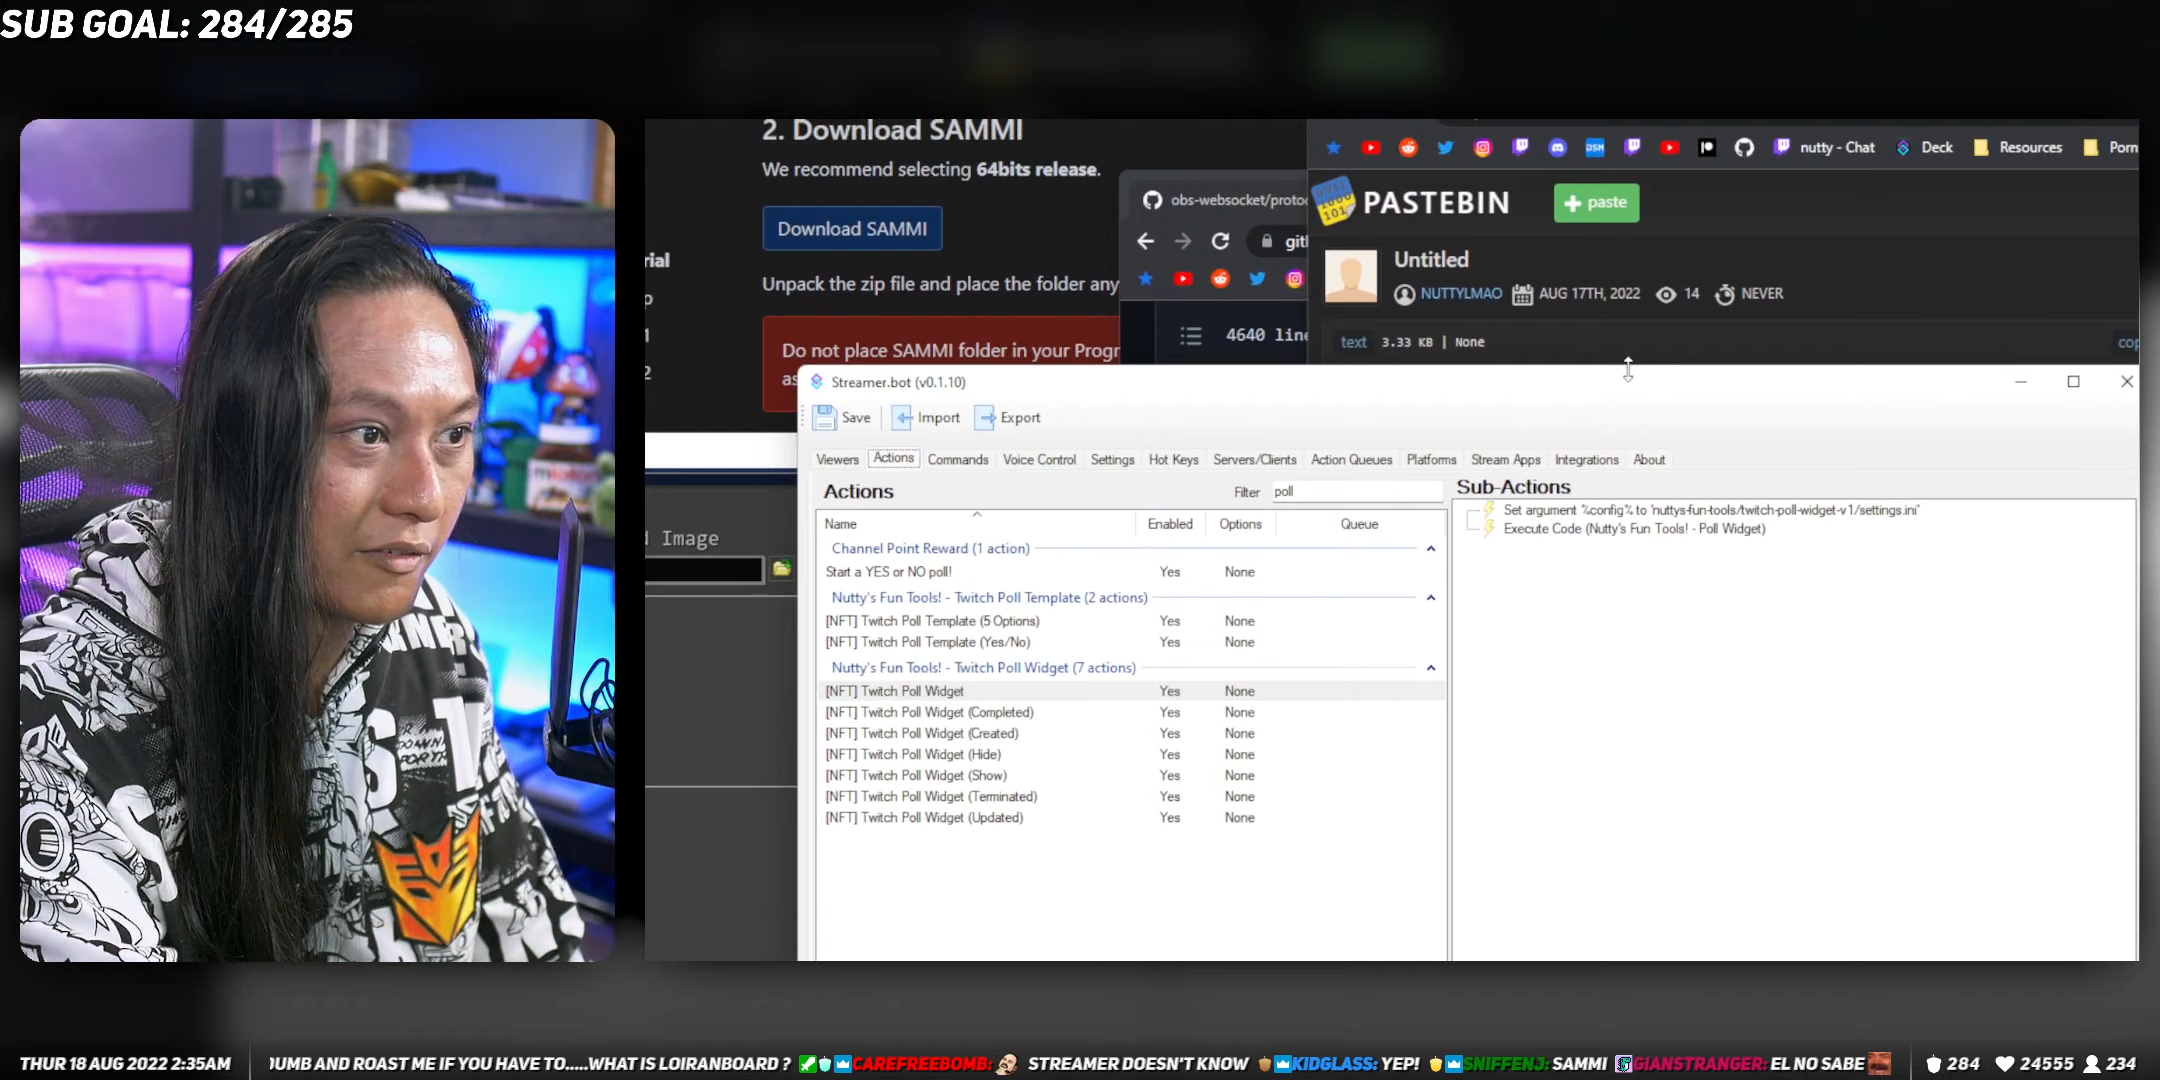 SUB GOAL: 284/285
2. Download SAMMI
We recommend selecting 64bits release.
Download SAMMI
Unpack the zip file and place the folder any
Do not place SAMMI folder in your Progr
as
rial
p
1
2
d Image
obs-websocket/protoc
gitl
4640 line
nutty - Chat
Deck
Resources
Porn
PASTEBIN
+ paste
Untitled
NUTTYLMAO AUG 17TH, 2022 14 NEVER
text 3.33 KB | None
cop
Streamer.bot (v0.1.10)
Save Import Export
Viewers Actions Commands Voice Control Settings Hot Keys Servers/Clients Action Queues Platforms Stream Apps Integrations About
Actions
Filter poll
Name Enabled Options Queue
Channel Point Reward (1 action)
Start a YES or NO poll! Yes None
Nutty's Fun Tools! - Twitch Poll Template (2 actions)
[NFT] Twitch Poll Template (5 Options) Yes None
[NFT] Twitch Poll Template (Yes/No) Yes None
Nutty's Fun Tools! - Twitch Poll Widget (7 actions)
[NFT] Twitch Poll Widget Yes None
[NFT] Twitch Poll Widget (Completed) Yes None
[NFT] Twitch Poll Widget (Created) Yes None
[NFT] Twitch Poll Widget (Hide) Yes None
[NFT] Twitch Poll Widget (Show) Yes None
[NFT] Twitch Poll Widget (Terminated) Yes None
[NFT] Twitch Poll Widget (Updated) Yes None
Sub-Actions
Set argument %config% to 'nuttys-fun-tools/twitch-poll-widget-v1/settings.ini'
Execute Code (Nutty's Fun Tools! - Poll Widget)
THUR 18 AUG 2022 2:35AM
DUMB AND ROAST ME IF YOU HAVE TO.....WHAT IS LOIRANBOARD ? CAREFREEBOMB: STREAMER DOESN'T KNOW KIDGLASS: YEP! SNIFFENJ: SAMMI GIANSTRANGER: EL NO SABE
284 24555 234